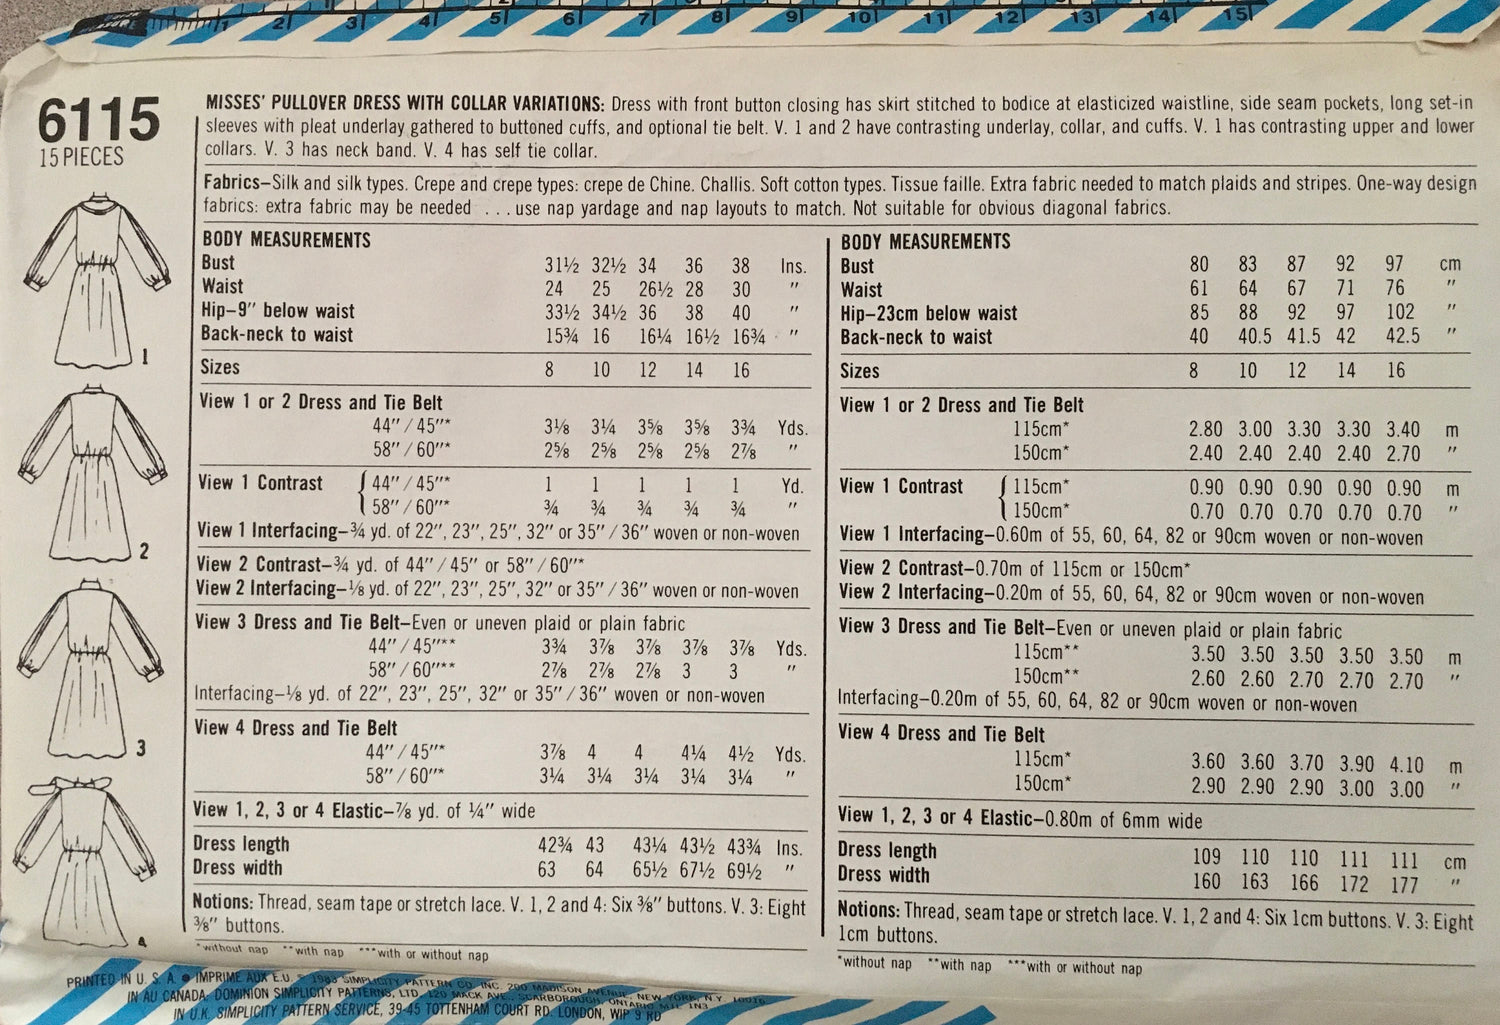 2 3 4 5 6 7 8 9 10 11 12 13 14 15
6115
15 PIECES
MISSES' PULLOVER DRESS WITH COLLAR VARIATIONS: Dress with front button closing has skirt stitched to bodice at elasticized waistline, side seam pockets, long set-in
sleeves with pleat underlay gathered to buttoned cuffs, and optional tie belt. V. 1 and 2 have contrasting underlay, collar, and cuffs. V. 1 has contrasting upper and lower
collars. V. 3 has neck band. V. 4 has self tie collar.
Fabrics–Silk and silk types. Crepe and crepe types: crepe de Chine. Challis. Soft cotton types. Tissue faille. Extra fabric needed to match plaids and stripes. One-way design
fabrics: extra fabric may be needed ... use nap yardage and nap layouts to match. Not suitable for obvious diagonal fabrics.
1
2
3
4
BODY MEASUREMENTS
Bust 31½ 32½ 34 36 38 Ins.
Waist 24 25 26½ 28 30 "
Hip–9" below waist 33½ 34½ 36 38 40 "
Back-neck to waist 15¾ 16 16¼ 16½ 16¾ "
Sizes 8 10 12 14 16
View 1 or 2 Dress and Tie Belt
44"/45"* 3⅛ 3¼ 3⅝ 3⅝ 3¾ Yds.
58"/60"* 2⅝ 2⅝ 2⅝ 2⅝ 2⅞ "
View 1 Contrast { 44"/45"* 1 1 1 1 1 Yd.
58"/60"* ¾ ¾ ¾ ¾ ¾ "
View 1 Interfacing–¾ yd. of 22", 23", 25", 32" or 35"/36" woven or non-woven
View 2 Contrast–¾ yd. of 44"/45" or 58"/60"*
View 2 Interfacing–⅛ yd. of 22", 23", 25", 32" or 35"/36" woven or non-woven
View 3 Dress and Tie Belt–Even or uneven plaid or plain fabric
44"/45"** 3¾ 3⅞ 3⅞ 3⅞ 3⅞ Yds.
58"/60"** 2⅞ 2⅞ 2⅞ 3 3 "
Interfacing–⅛ yd. of 22", 23", 25", 32" or 35"/36" woven or non-woven
View 4 Dress and Tie Belt
44"/45"* 3⅞ 4 4 4¼ 4½ Yds.
58"/60"* 3¼ 3¼ 3¼ 3¼ 3¼ "
View 1, 2, 3 or 4 Elastic–⅞ yd. of ¼" wide
Dress length 42¾ 43 43¼ 43½ 43¾ Ins.
Dress width 63 64 65½ 67½ 69½ "
Notions: Thread, seam tape or stretch lace. V. 1, 2 and 4: Six ⅜" buttons. V. 3: Eight
⅜" buttons.
*without nap **with nap ***with or without nap
BODY MEASUREMENTS
Bust 80 83 87 92 97 cm
Waist 61 64 67 71 76 "
Hip–23cm below waist 85 88 92 97 102 "
Back-neck to waist 40 40.5 41.5 42 42.5 "
Sizes 8 10 12 14 16
View 1 or 2 Dress and Tie Belt
115cm* 2.80 3.00 3.30 3.30 3.40 m
150cm* 2.40 2.40 2.40 2.40 2.70 "
View 1 Contrast { 115cm* 0.90 0.90 0.90 0.90 0.90 m
150cm* 0.70 0.70 0.70 0.70 0.70 "
View 1 Interfacing–0.60m of 55, 60, 64, 82 or 90cm woven or non-woven
View 2 Contrast–0.70m of 115cm or 150cm*
View 2 Interfacing–0.20m of 55, 60, 64, 82 or 90cm woven or non-woven
View 3 Dress and Tie Belt–Even or uneven plaid or plain fabric
115cm** 3.50 3.50 3.50 3.50 3.50 m
150cm** 2.60 2.60 2.70 2.70 2.70 "
Interfacing–0.20m of 55, 60, 64, 82 or 90cm woven or non-woven
View 4 Dress and Tie Belt
115cm* 3.60 3.60 3.70 3.90 4.10 m
150cm* 2.90 2.90 2.90 3.00 3.00 "
View 1, 2, 3 or 4 Elastic–0.80m of 6mm wide
Dress length 109 110 110 111 111 cm
Dress width 160 163 166 172 177 "
Notions: Thread, seam tape or stretch lace. V. 1, 2 and 4: Six 1cm buttons. V. 3: Eight
1cm buttons.
*without nap **with nap ***with or without nap
PRINTED IN U. S. A. ● IMPRIME AUX E.U. © 1983 SIMPLICITY PATTERN CO. INC. 200 MADISON AVENUE, NEW YORK, N.Y. 10016
IN AU CANADA, DOMINION SIMPLICITY PATTERNS, LTD, 120 MACK AVE., SCARBOROUGH, ONTARIO M1L 1N3
IN U.K. SIMPLICITY PATTERN SERVICE, 39-45 TOTTENHAM COURT RD. LONDON, WIP 9 RD